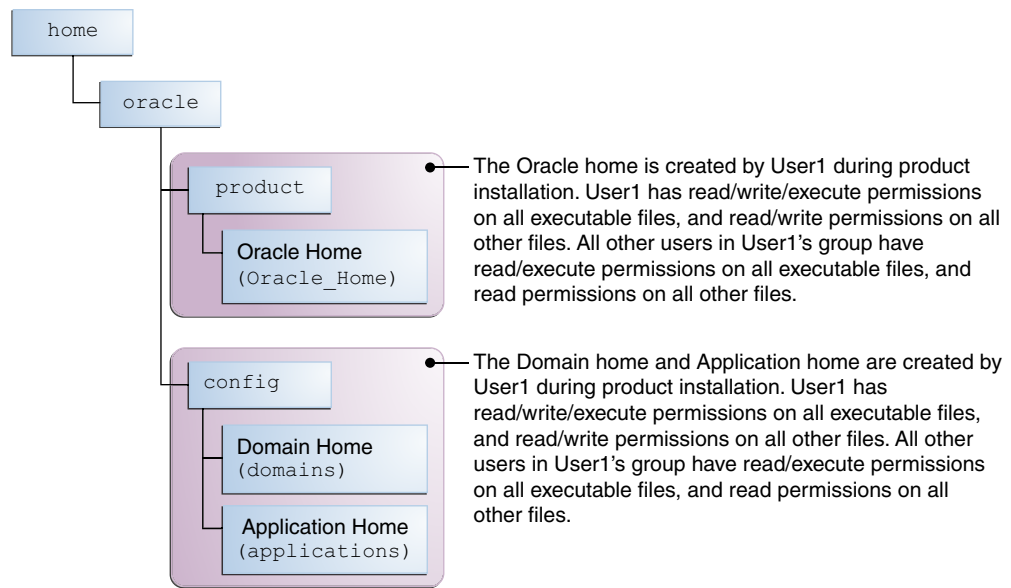 home
oracle
product
Oracle Home
(Oracle_Home)
The Oracle home is created by User1 during product
installation. User1 has read/write/execute permissions
on all executable files, and read/write permissions on all
other files. All other users in User1's group have
read/execute permissions on all executable files, and
read permissions on all other files.
config
Domain Home
(domains)
Application Home
(applications)
The Domain home and Application home are created by
User1 during product installation. User1 has
read/write/execute permissions on all executable files,
and read/write permissions on all other files. All other
users in User1's group have read/execute permissions
on all executable files, and read permissions on all
other files.